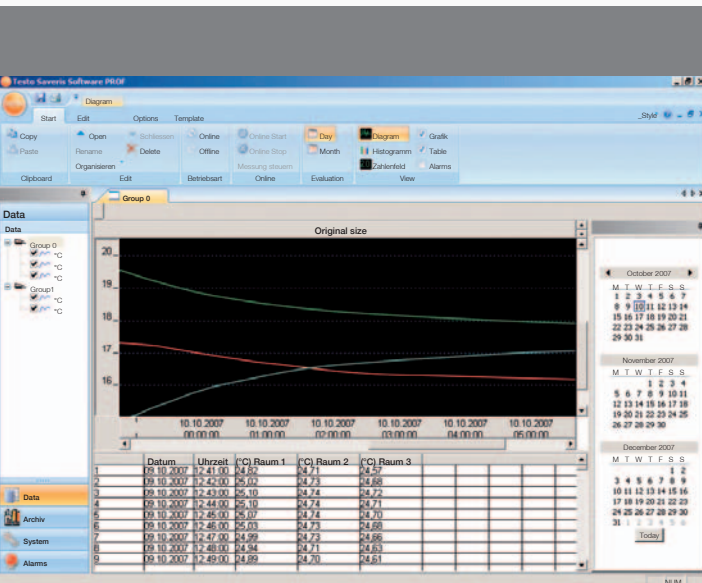 Testo Saveris Software PROF
Diagram
Start Edit Options Template _Style
Copy Open Schliessen Online Online Start Day Diagram Grafik
Paste Rename Delete Offline Online Stop Month Histogramm Table
Organisieren Messung steuern Zahlenfeld Alarms
Clipboard Edit Betriebsart Online Evaluation View
Group 0
Data
Data
Group 0
°C
°C
°C
Group1
°C
°C
Data
Archiv
System
Alarms
Original size
20
19
18
17
16
10.10.2007 10.10.2007 10.10.2007 10.10.2007 10.10.2007 10.10.2007
00:00:00 01:00:00 02:00:00 03:00:00 04:00:00 05:00:00
Datum Uhrzeit (°C) Raum 1 (°C) Raum 2 (°C) Raum 3
1 09.10.2007 12:41:00 24,82 24,71 24,57
2 09.10.2007 12:42:00 25,02 24,73 24,68
3 09.10.2007 12:43:00 25,10 24,74 24,72
4 09.10.2007 12:44:00 25,10 24,74 24,71
5 09.10.2007 12:45:00 25,07 24,74 24,70
6 09.10.2007 12:46:00 25,03 24,73 24,68
7 09.10.2007 12:47:00 24,99 24,73 24,66
8 09.10.2007 12:48:00 24,94 24,71 24,63
9 09.10.2007 12:49:00 24,89 24,70 24,61
October 2007
M T W T F S S
1 2 3 4 5 6 7
8 9 10 11 12 13 14
15 16 17 18 19 20 21
22 23 24 25 26 27 28
29 30 31
November 2007
M T W T F S S
1 2 3 4
5 6 7 8 9 10 11
12 13 14 15 16 17 18
19 20 21 22 23 24 25
26 27 28 29 30
December 2007
M T W T F S S
1 2
3 4 5 6 7 8 9
10 11 12 13 14 15 16
17 18 19 20 21 22 23
24 25 26 27 28 29 30
31 1 2 3 4 5 6
Today
NUM